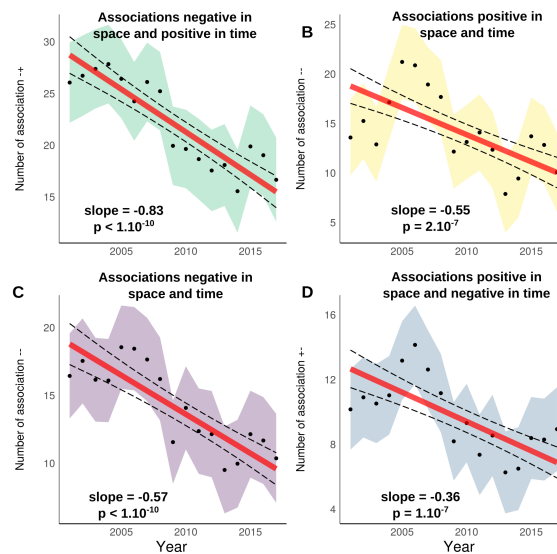 Associations negative in
space and positive in time
Number of association -+
30
25
20
15
slope = -0.83
p < 1.10-10
2005
2010
2015
B
Associations positive in
space and time
Number of association --
25
20
15
10
5
slope = -0.55
p = 2.10-7
2005
2010
2015
C
Associations negative in
space and time
Number of association --
20
15
10
slope = -0.57
p < 1.10-10
2005
2010
2015
Year
D
Associations positive in
space and negative in time
Number of association +-
16
12
8
4
slope = -0.36
p = 1.10-7
2005
2010
2015
Year